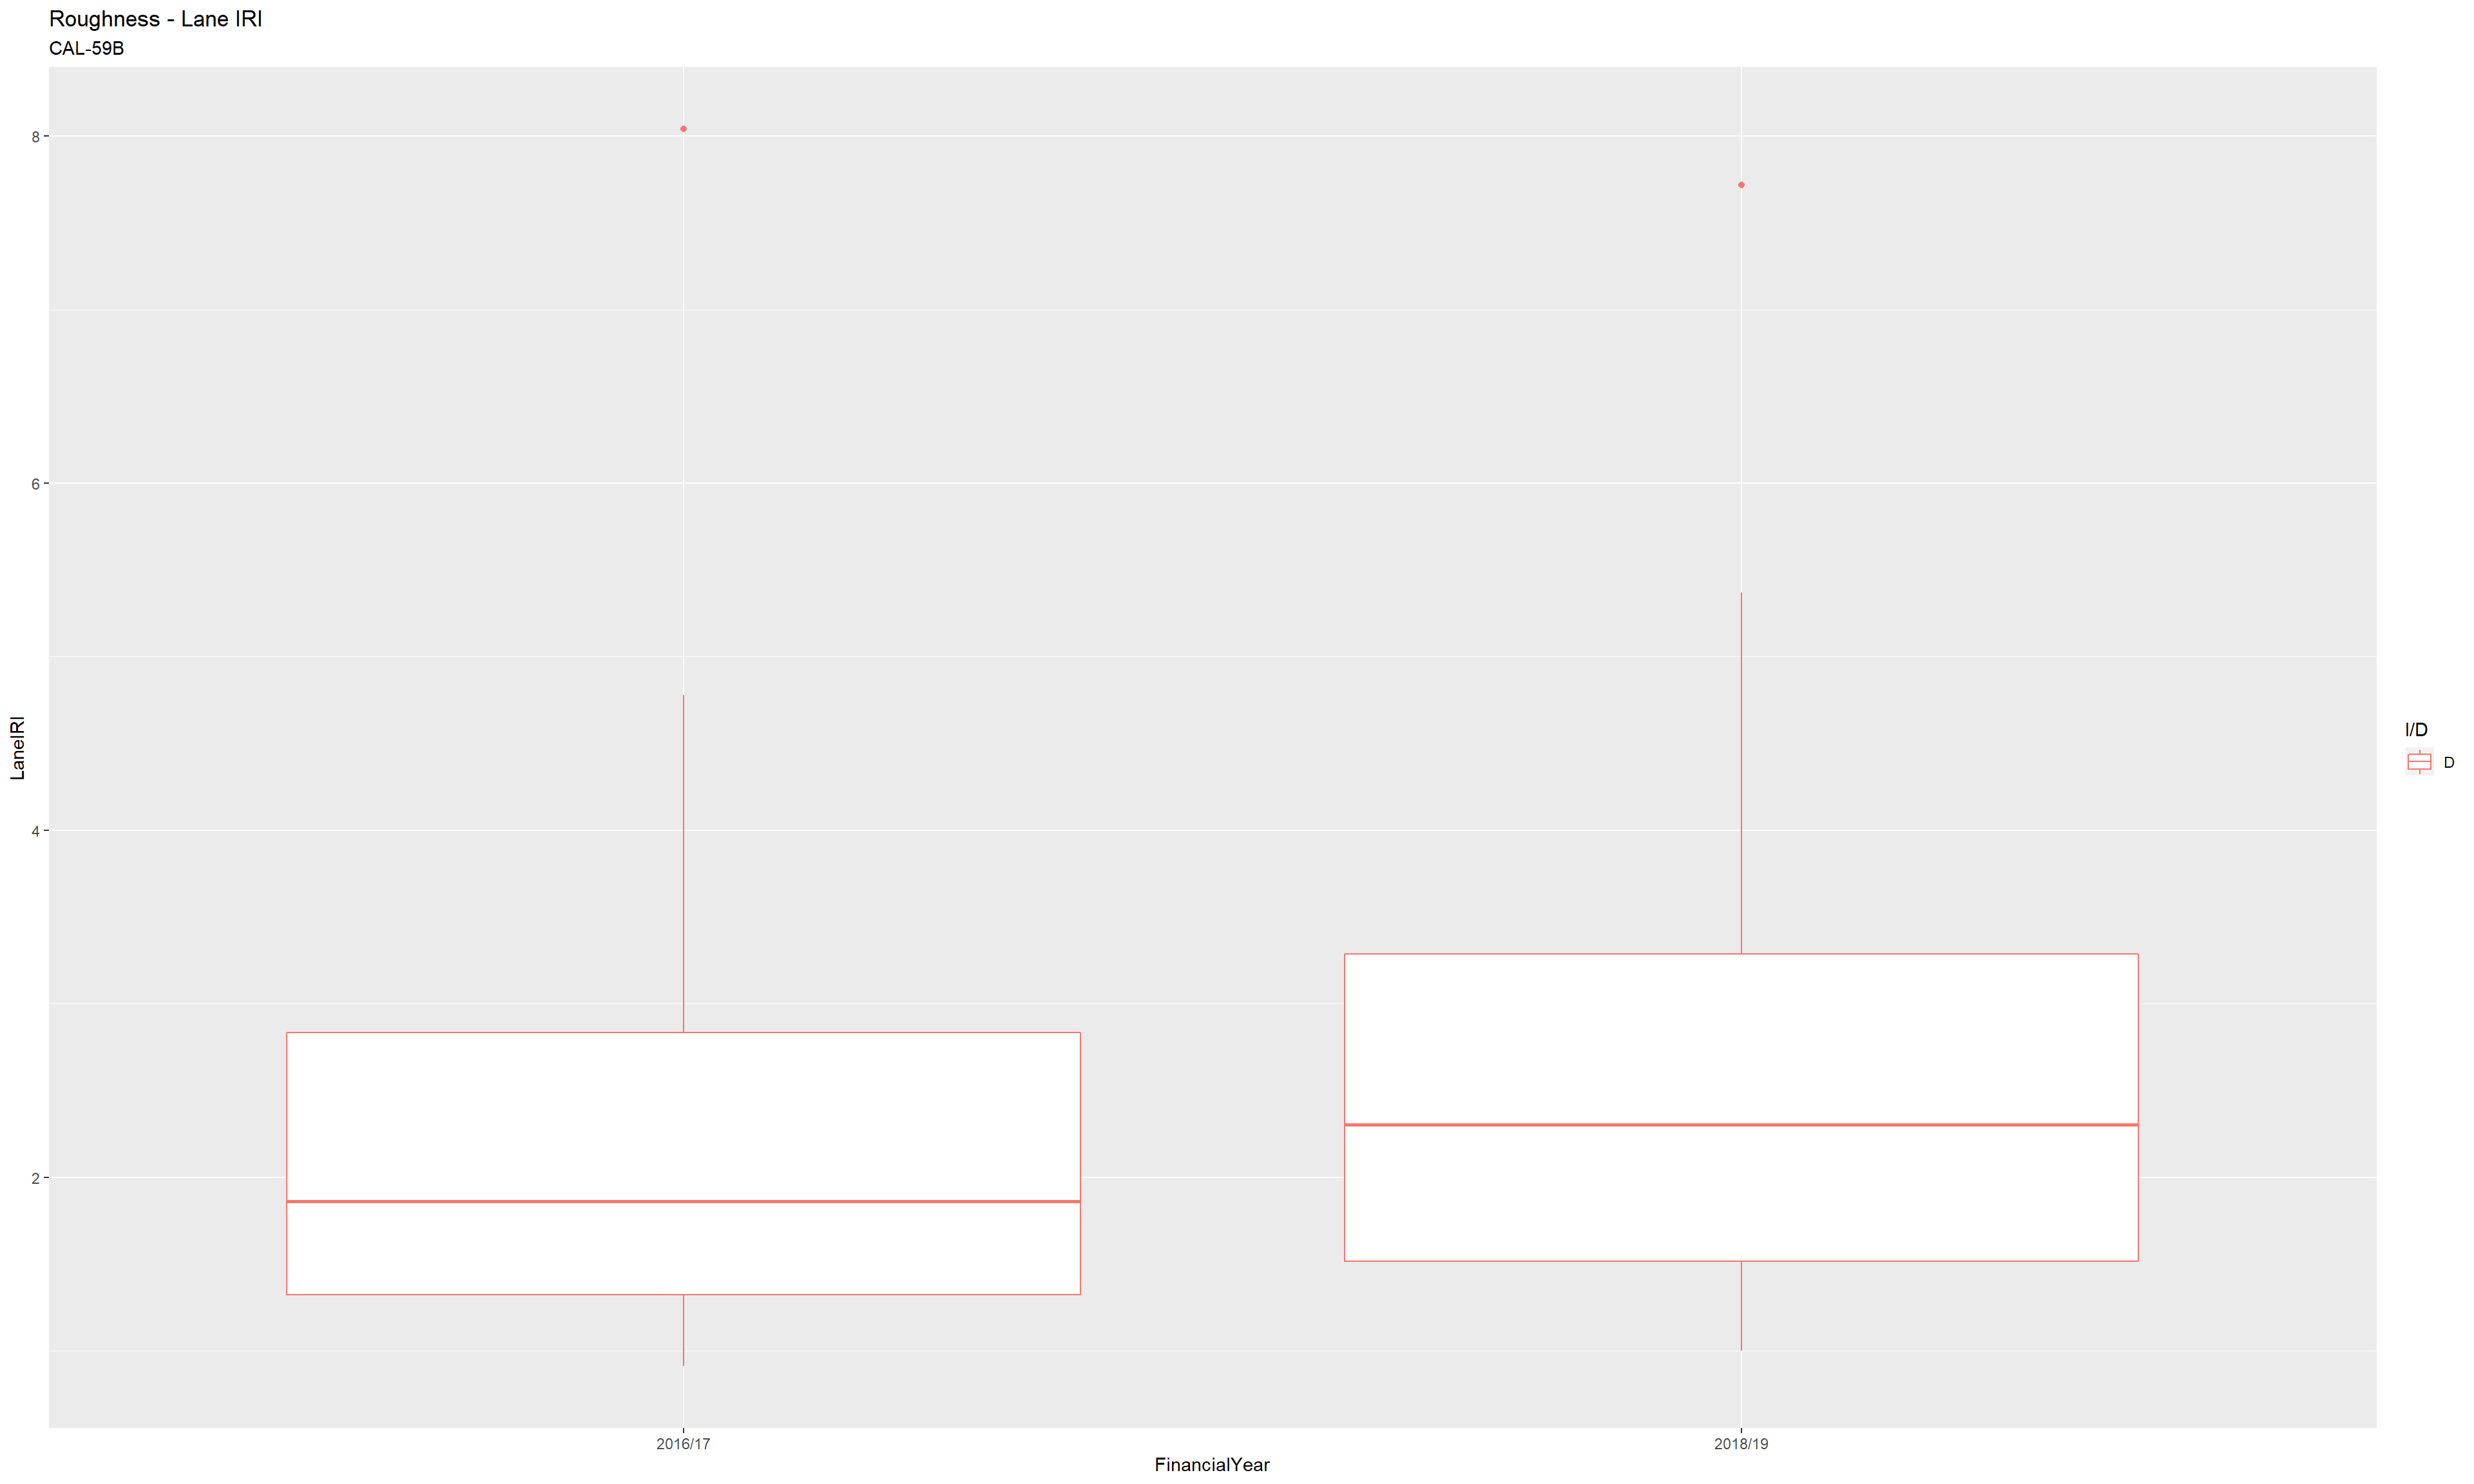 Roughness - Lane IRI
CAL-59B
LaneIRI
8
6
4
2
2016/17
2018/19
FinancialYear
I/D
D